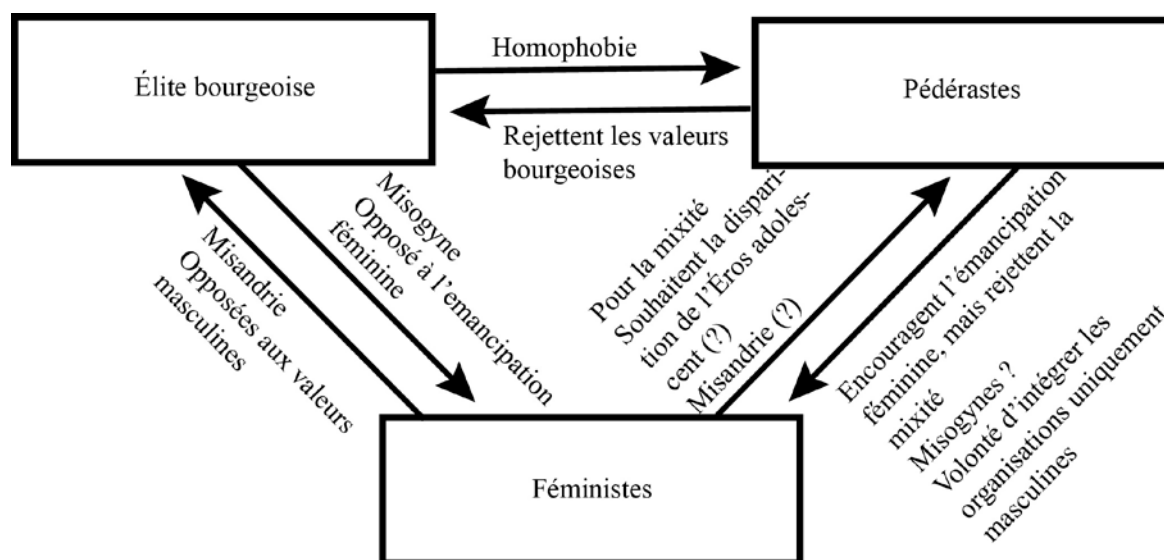 Homophobie
Élite bourgeoise
Pédérastes
Rejettent les valeurs
bourgeoises
Misogyne
Opposé à l'emancipation
féminine
Misandrie
Opposées aux valeurs
masculines
Pour la mixité
Souhaitent la dispari-
tion de l'Éros adoles-
cent (?)
Misandrie (?)
Encouragent l'émancipation
féminine, mais rejettent la
mixité
Misogynes ?
Volonté d'intégrer les
organisations uniquement
masculines
Féministes